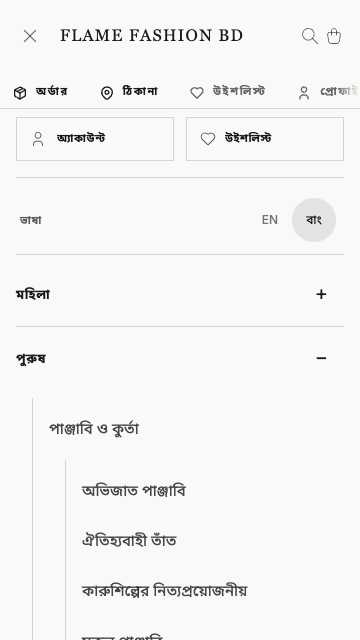 FLAME FASHION BD
অর্ডার ঠিকানা উইশলিস্ট
অ্যাকাউন্ট উইশলিস্ট
ভাষা EN বাং
মহিলা +
পুরুষ −
পাঞ্জাবি ও কুর্তা
অভিজাত পাঞ্জাবি
ঐতিহ্যবাহী তাঁত
কারুশিল্পের নিত্যপ্রয়োজনীয়